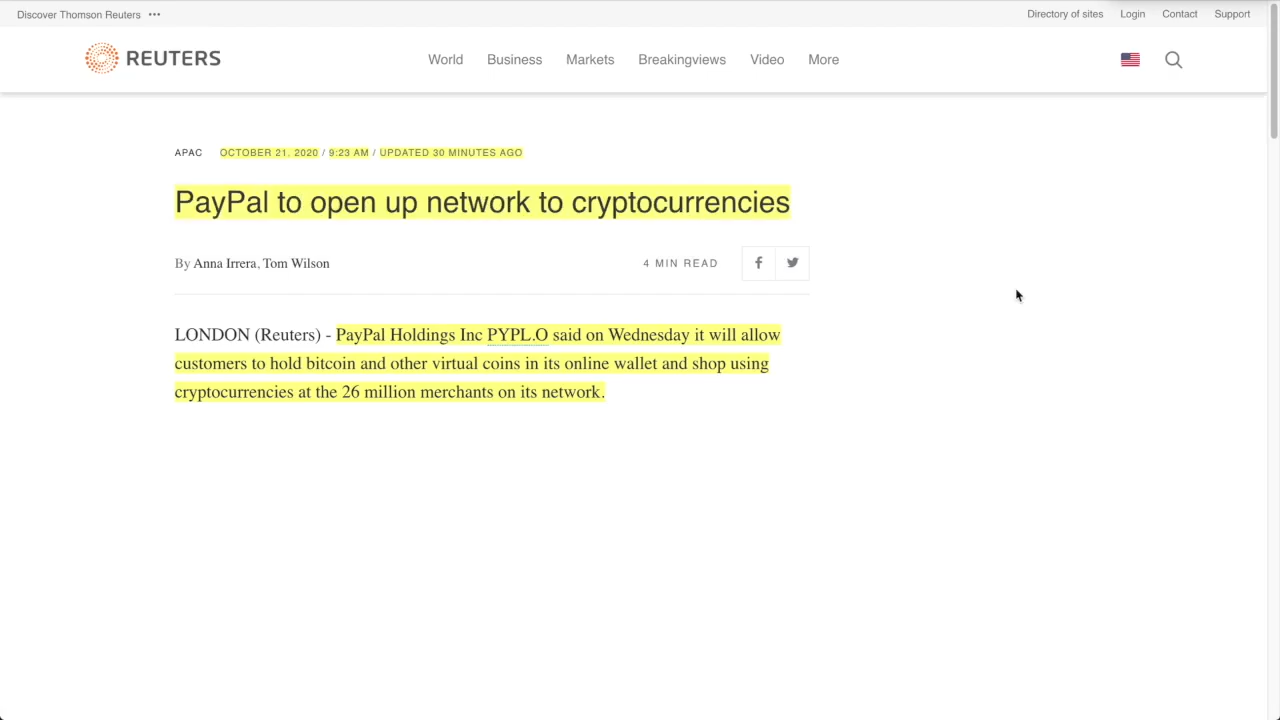 Discover Thomson Reuters •••
Directory of sites Login Contact Support
REUTERS
World Business Markets Breakingviews Video More
APAC OCTOBER 21, 2020 / 9:23 AM / UPDATED 30 MINUTES AGO
PayPal to open up network to cryptocurrencies
By Anna Irrera, Tom Wilson
4 MIN READ
LONDON (Reuters) - PayPal Holdings Inc PYPL.O said on Wednesday it will allow
customers to hold bitcoin and other virtual coins in its online wallet and shop using
cryptocurrencies at the 26 million merchants on its network.